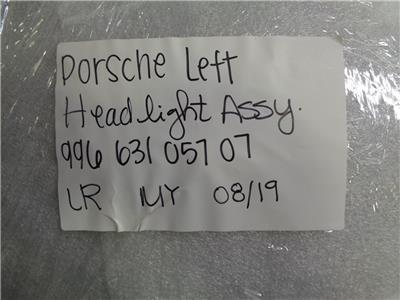 Porsche Left
Headlight Assy.
996 631 057 07
LR MY 08/19